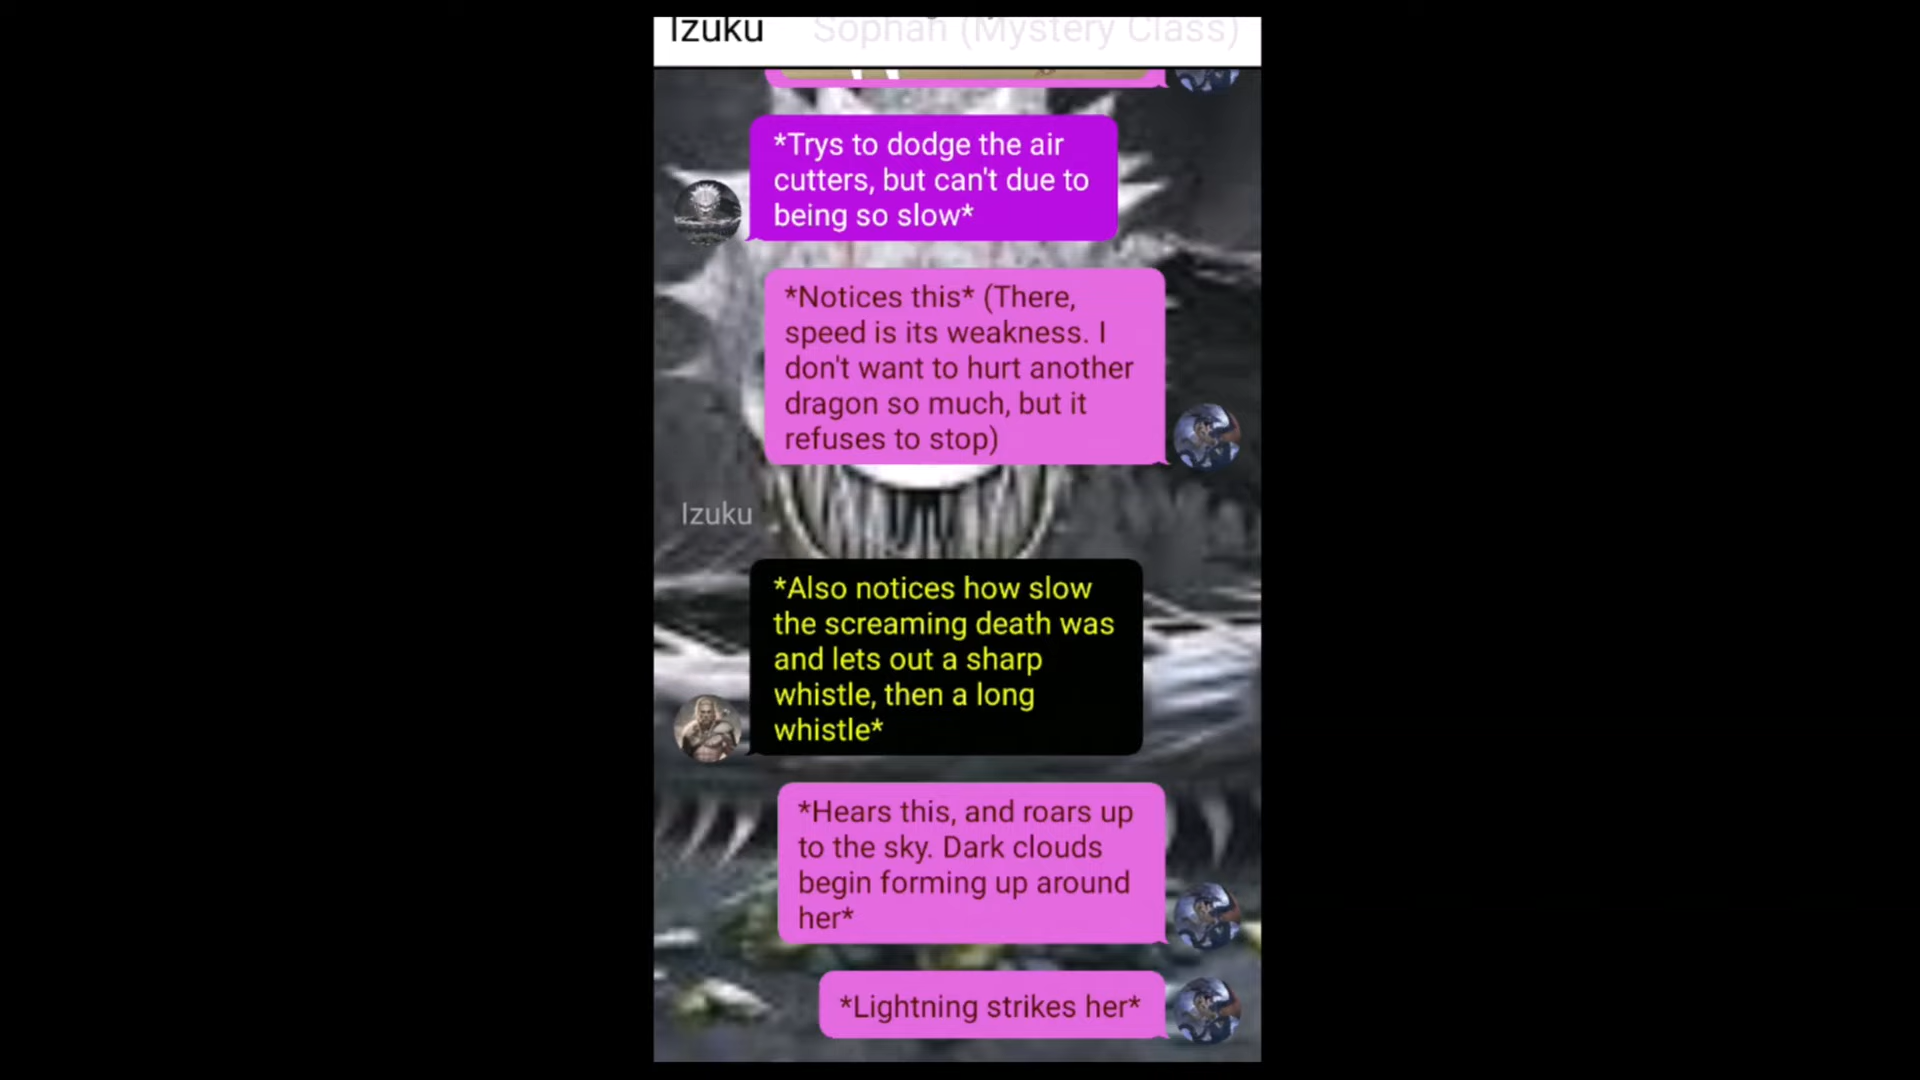 Izuku Sophah (Mystery Class)
*Trys to dodge the air
cutters, but can't due to
being so slow*
*Notices this* (There,
speed is its weakness. I
don't want to hurt another
dragon so much, but it
refuses to stop)
Izuku
*Also notices how slow
the screaming death was
and lets out a sharp
whistle, then a long
whistle*
*Hears this, and roars up
to the sky. Dark clouds
begin forming up around
her*
*Lightning strikes her*